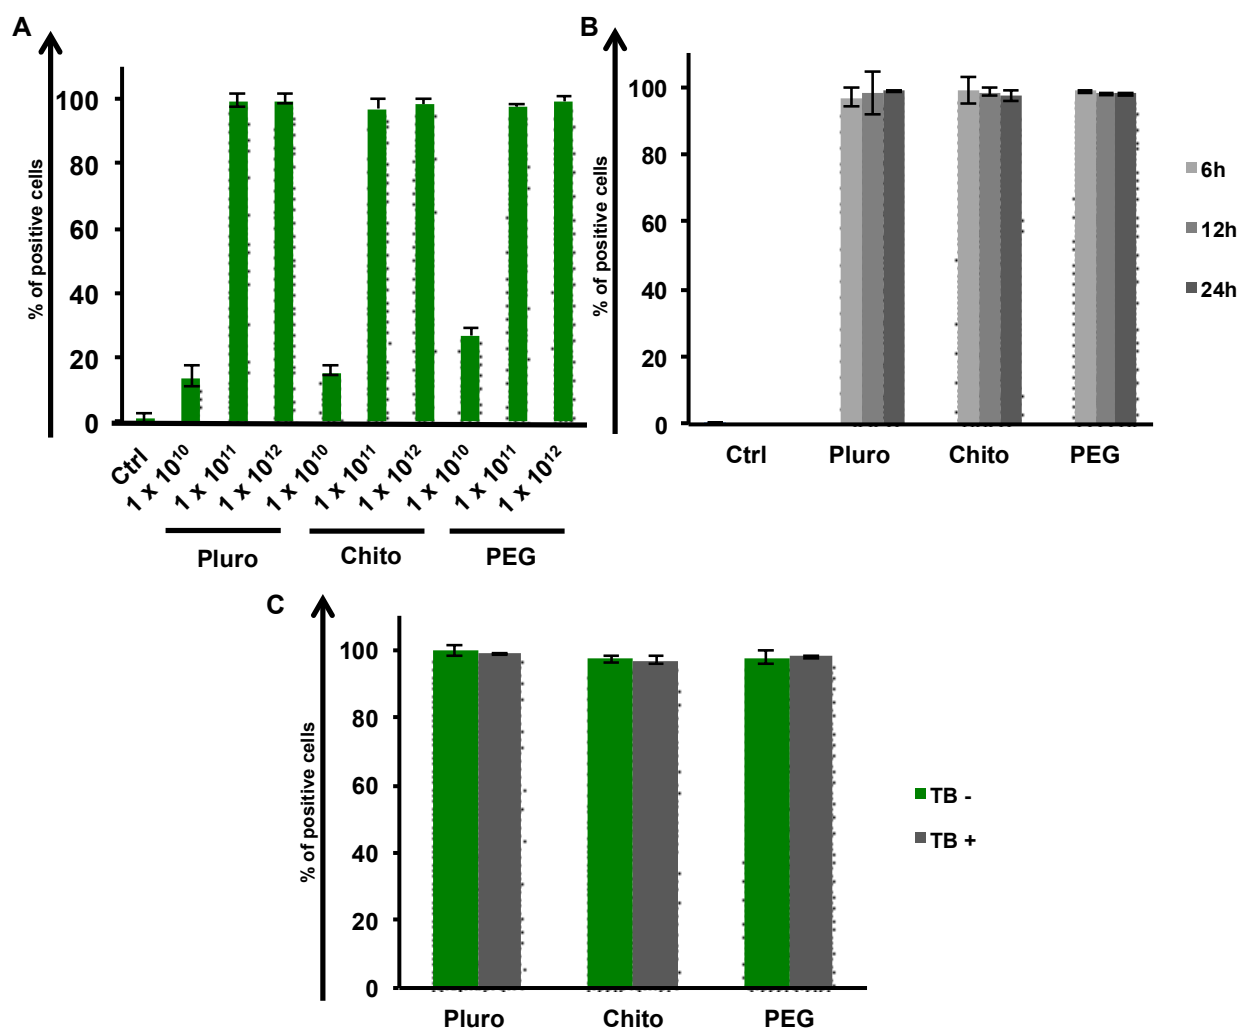 A
% of positive cells
100
80
60
40
20
0
Ctrl
1 x 10¹⁰
1 x 10¹¹
1 x 10¹²
1 x 10¹⁰
1 x 10¹¹
1 x 10¹²
1 x 10¹⁰
1 x 10¹¹
1 x 10¹²
Pluro Chito PEG
B
% of positive cells
100
80
60
40
20
0
Ctrl Pluro Chito PEG
6h
12h
24h
C
% of positive cells
100
80
60
40
20
0
Pluro Chito PEG
TB -
TB +